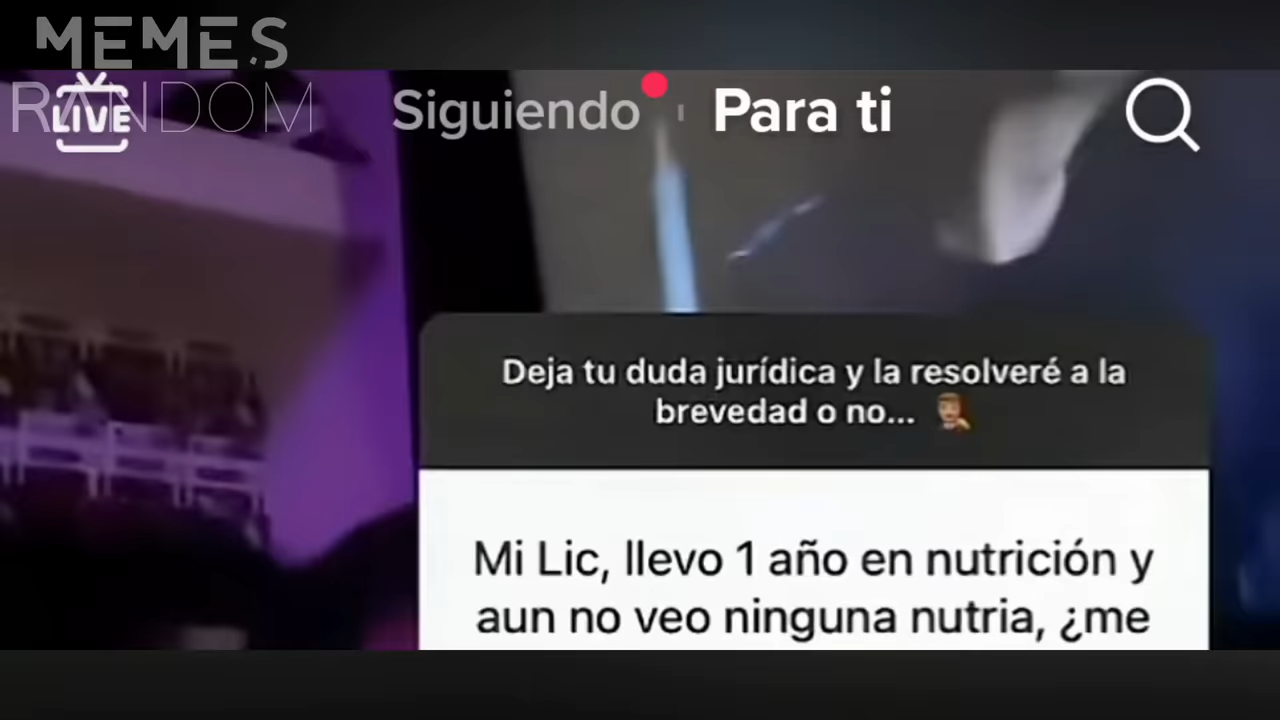 MEMES
RANDOM
LIVE
Siguiendo
Para ti
Deja tu duda jurídica y la resolveré a la
brevedad o no...
Mi Lic, llevo 1 año en nutrición y
aun no veo ninguna nutria, ¿me